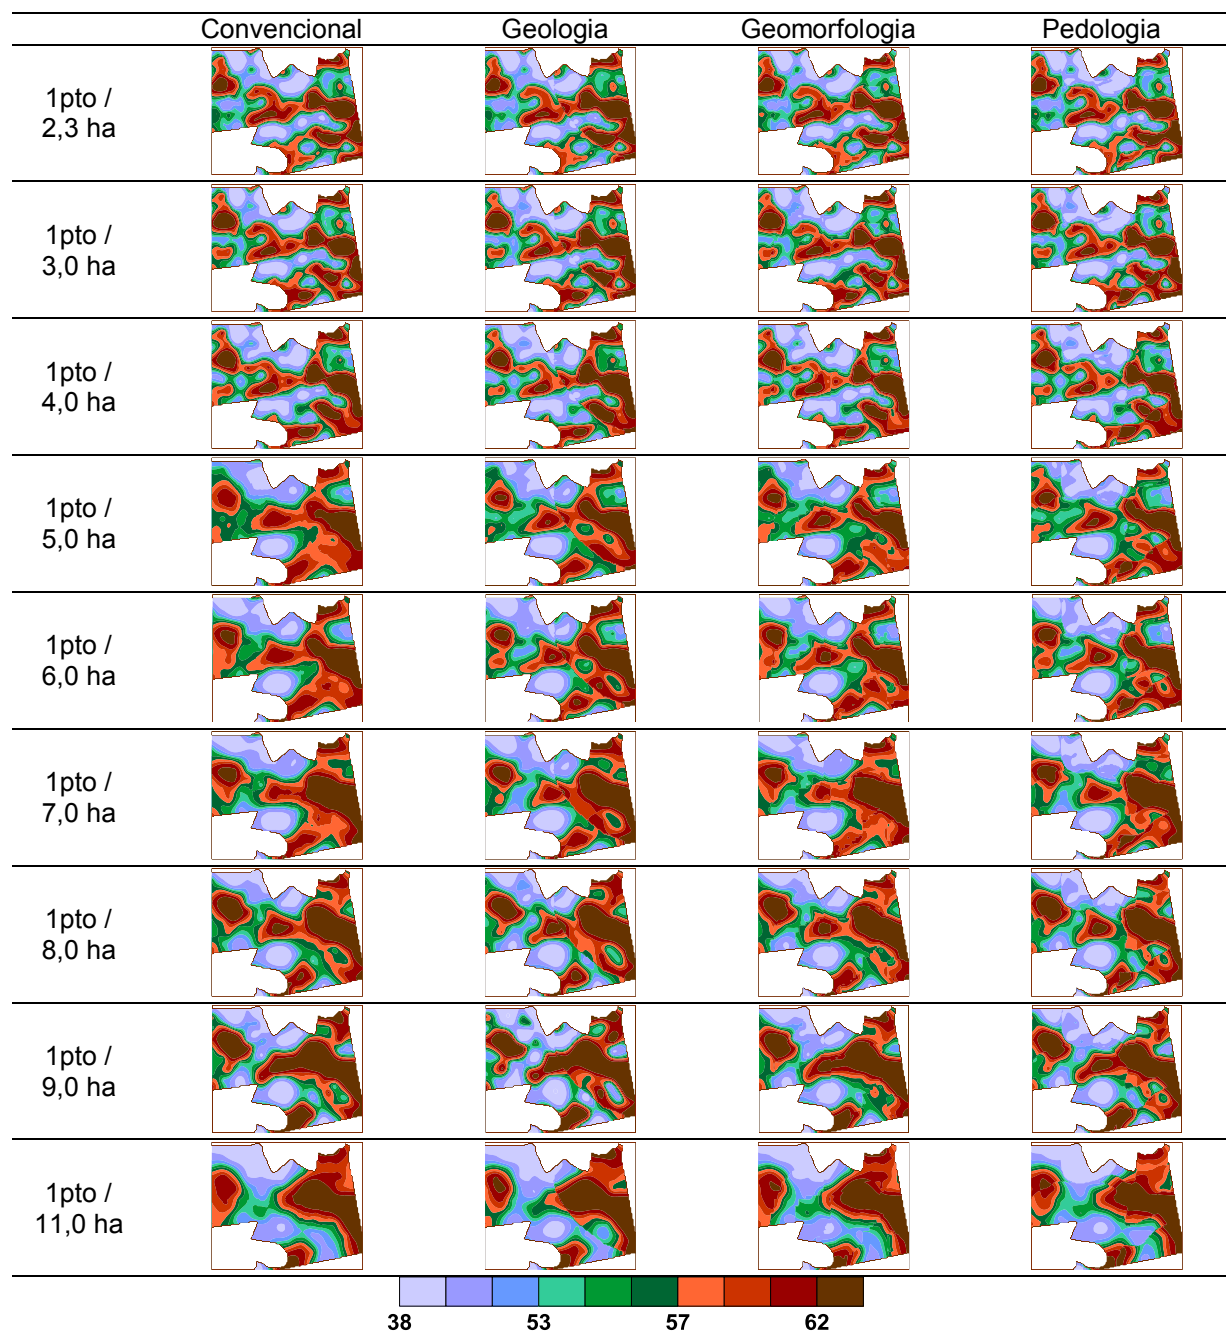 Convencional Geologia Geomorfologia Pedologia
1pto /
2,3 ha
1pto /
3,0 ha
1pto /
4,0 ha
1pto /
5,0 ha
1pto /
6,0 ha
1pto /
7,0 ha
1pto /
8,0 ha
1pto /
9,0 ha
1pto /
11,0 ha
38 53 57 62